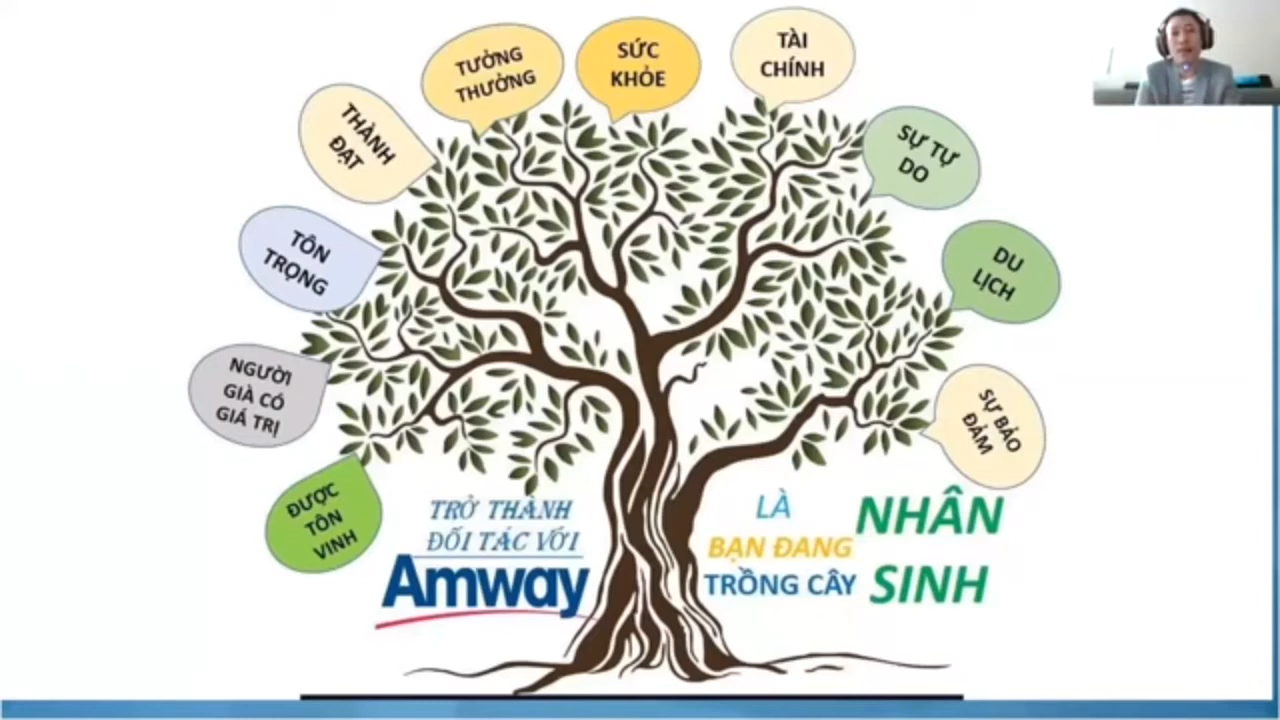 TƯỞNG
THƯỞNG
SỨC
KHỎE
TÀI
CHÍNH
THÀNH
ĐẠT
SỰ TỰ
DO
TÔN
TRỌNG
DU
LỊCH
NGƯỜI
GIÀ CÓ
GIÁ TRỊ
SỰ BẢO
ĐẢM
ĐƯỢC
TÔN
VINH
TRỞ THÀNH
ĐỐI TÁC VỚI
Amway
LÀ
BẠN ĐANG
TRỒNG CÂY
NHÂN
SINH